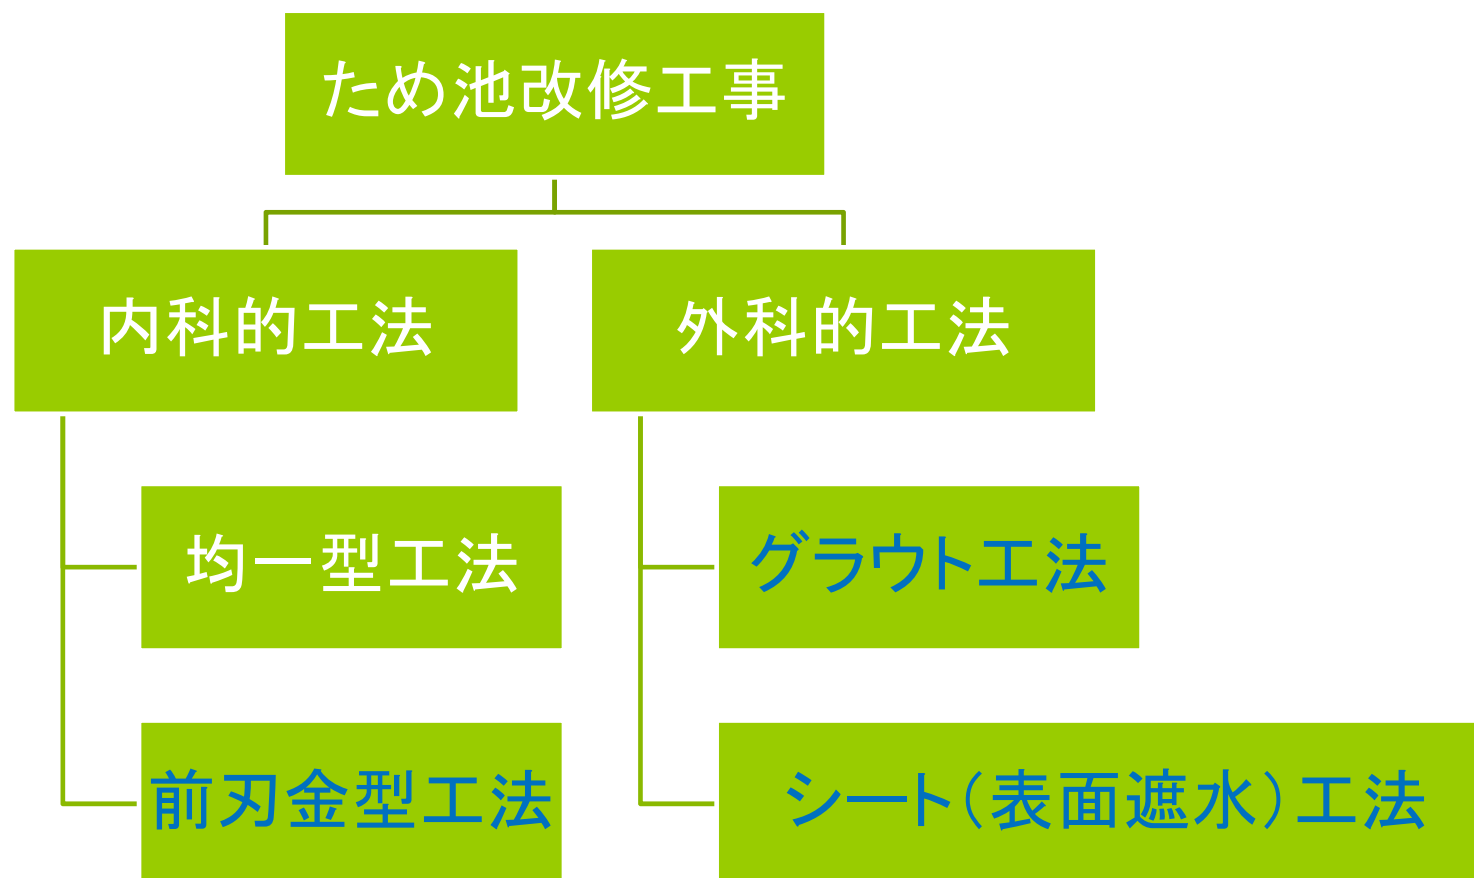 ため池改修工事
内科的工法
外科的工法
均一型工法
グラウト工法
前刃金型工法
シート(表面遮水)工法